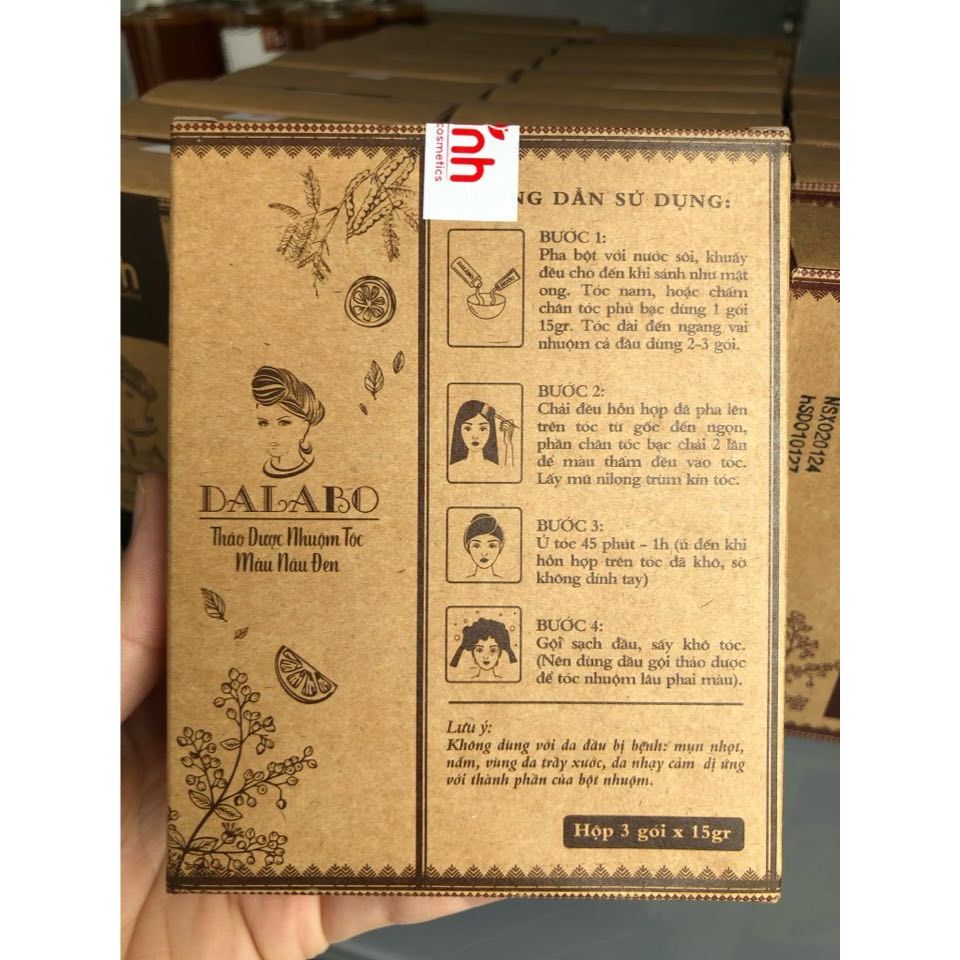 nh
cosmetics
NG DẪN SỬ DỤNG:
BƯỚC 1:
Pha bột với nước sôi, khuấy
đều cho đến khi sánh như mật
ong. Tóc nam, hoặc chấm
chân tóc phủ bạc dùng 1 gói
15gr. Tóc dài đến ngang vai
nhuộm cả đầu dùng 2-3 gói.
BƯỚC 2:
Chải đều hỗn hợp đã pha lên
trên tóc từ gốc đến ngọn,
phần chân tóc bạc chải 2 lần
để màu thấm đều vào tóc.
Lấy mũ nilong trùm kín tóc.
BƯỚC 3:
Ủ tóc 45 phút - 1h (ủ đến khi
hỗn hợp trên tóc đã khô, sờ
không dính tay)
BƯỚC 4:
Gội sạch đầu, sấy khô tóc.
(Nên dùng dầu gội thảo dược
để tóc nhuộm lâu phai màu).
Lưu ý:
Không dùng với da đầu bị bệnh: mụn nhọt,
nấm, vùng da trầy xước, da nhạy cảm dị ứng
với thành phần của bột nhuộm.
Hộp 3 gói x 15gr
DALABO
Thảo Dược Nhuộm Tóc
Màu Nâu Đen
NSX020124
hSD010127